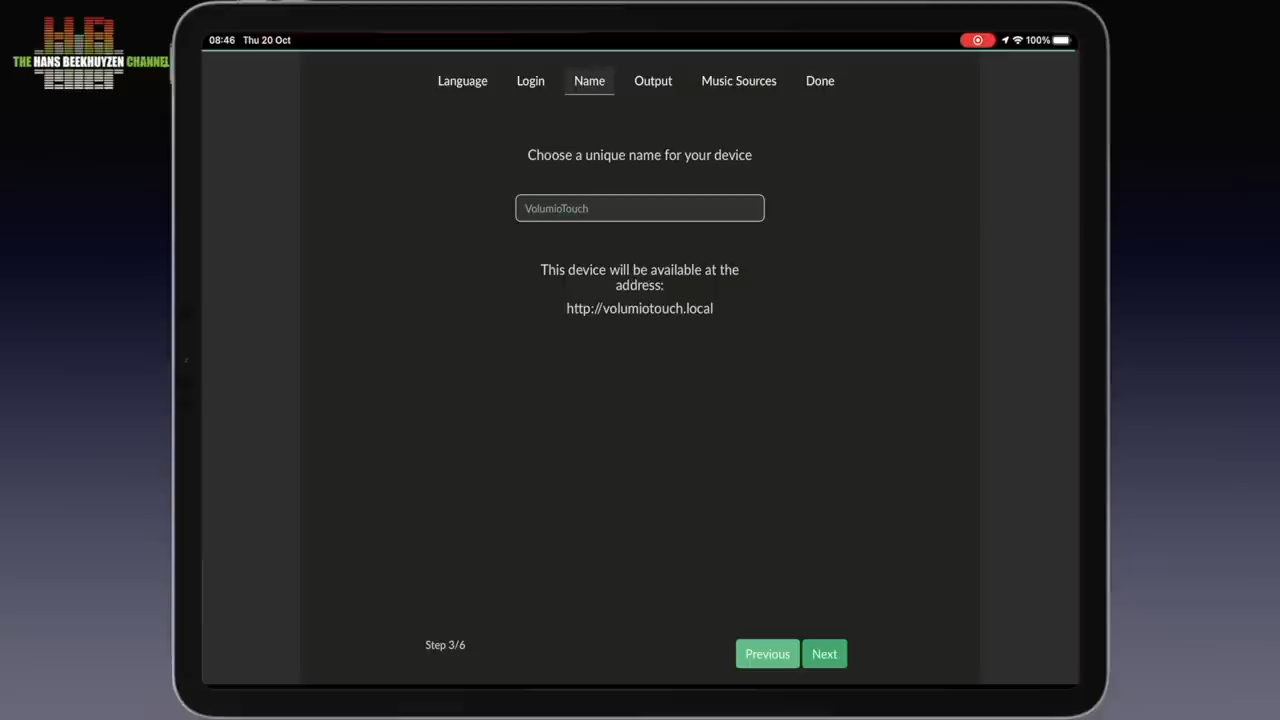 THE HANS BEEKHUYZEN CHANNEL
08:46 Thu 20 Oct
100%
Language Login Name Output Music Sources Done
Choose a unique name for your device
VolumioTouch
This device will be available at the
address:
http://volumiotouch.local
Step 3/6
Previous Next